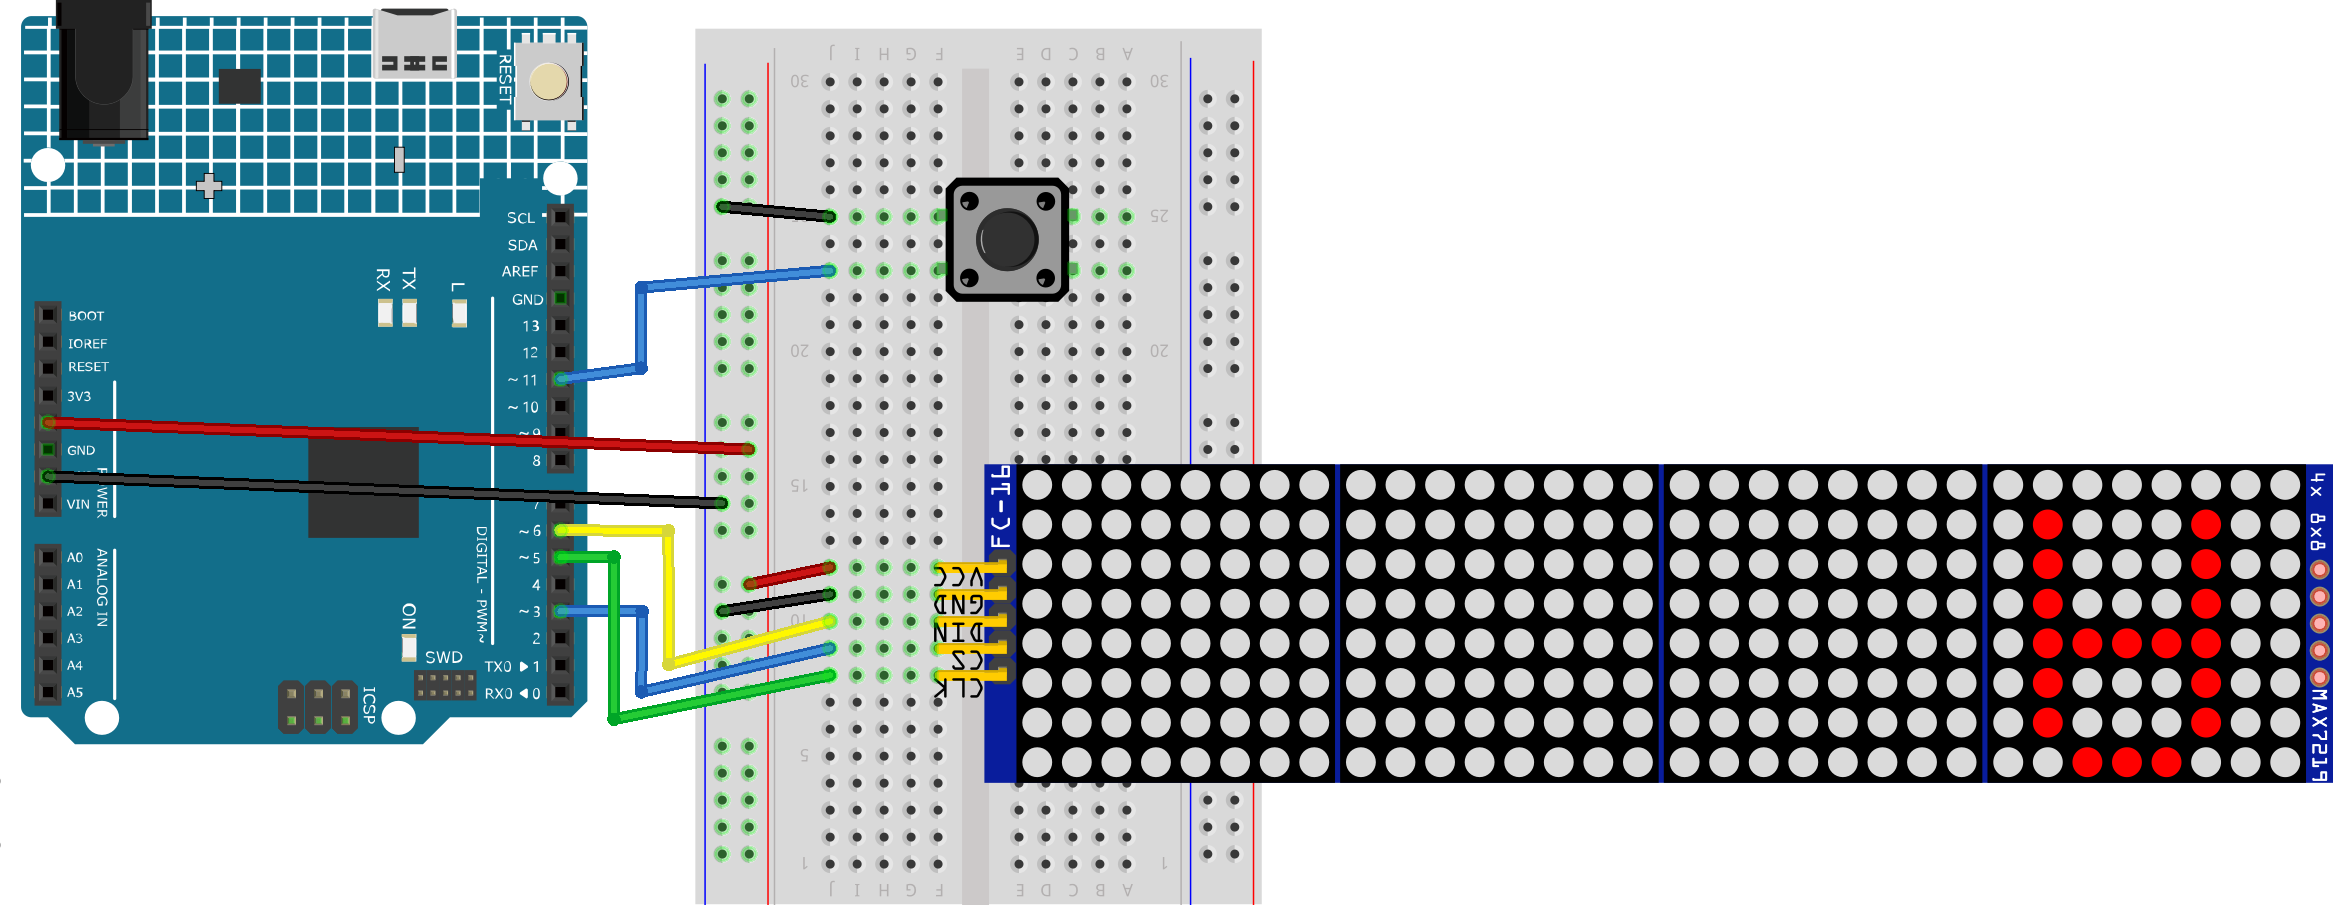 RESET
SCL
SDA
AREF
GND
13
12
~ 11
~ 10
~ 9
8
7
~ 6
~ 5
4
~ 3
2
TX0 ▶ 1
RX0 ◀ 0
RX
TX
L
BOOT
IOREF
RESET
3V3
GND
VIN
POWER
A0
A1
A2
A3
A4
A5
ANALOG IN
DIGITAL - PWM~
ON
SWD
ICSP
J I H G F E D C B A
30 30
25
20 20
15
10
5
1 1
J I H G F E D C B A
FC-16
VCC
GND
DIN
CS
CLK
4x 8x8
MAX7219